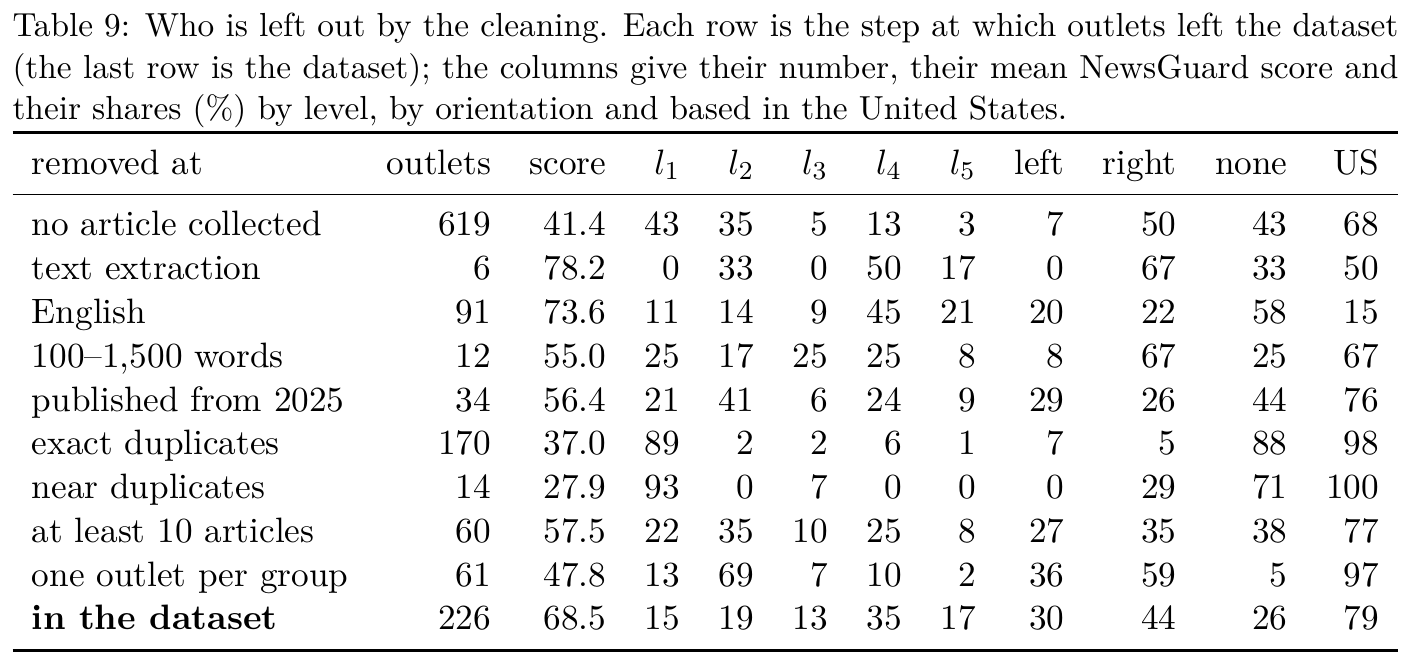 Table 9: Who is left out by the cleaning. Each row is the step at which outlets left the dataset
(the last row is the dataset); the columns give their number, their mean NewsGuard score and
their shares (%) by level, by orientation and based in the United States.
removed at outlets score l1 l2 l3 l4 l5 left right none US
no article collected 619 41.4 43 35 5 13 3 7 50 43 68
text extraction 6 78.2 0 33 0 50 17 0 67 33 50
English 91 73.6 11 14 9 45 21 20 22 58 15
100–1,500 words 12 55.0 25 17 25 25 8 8 67 25 67
published from 2025 34 56.4 21 41 6 24 9 29 26 44 76
exact duplicates 170 37.0 89 2 2 6 1 7 5 88 98
near duplicates 14 27.9 93 0 7 0 0 0 29 71 100
at least 10 articles 60 57.5 22 35 10 25 8 27 35 38 77
one outlet per group 61 47.8 13 69 7 10 2 36 59 5 97
in the dataset 226 68.5 15 19 13 35 17 30 44 26 79